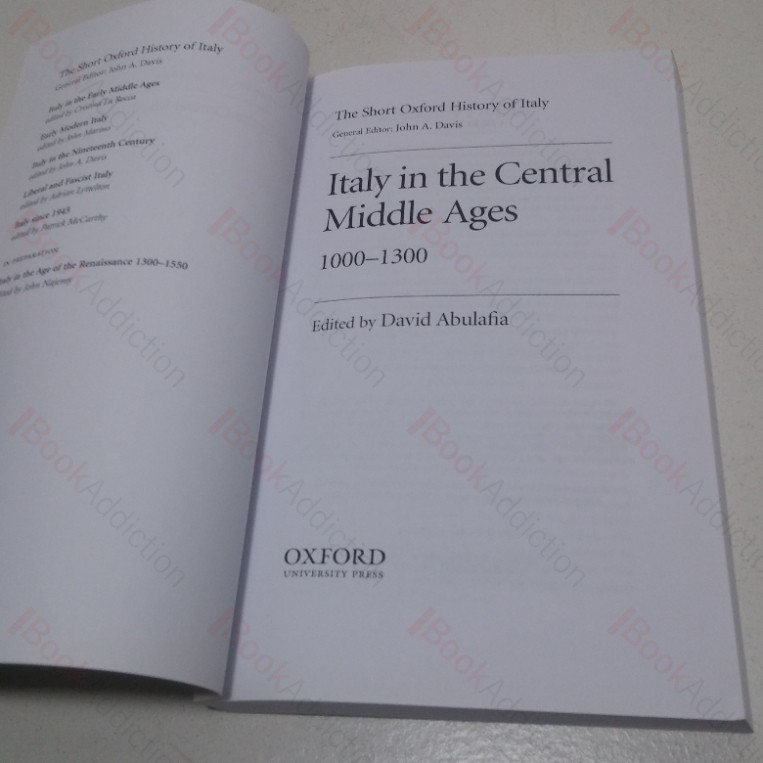 The Short Oxford History of Italy
General Editor: John A. Davis
Italy in the Early Middle Ages
edited by Cristina La Rocca
Early Modern Italy
edited by John Marino
Italy in the Nineteenth Century
edited by John A. Davis
Liberal and Fascist Italy
edited by Adrian Lyttelton
Italy since 1945
edited by Patrick McCarthy
IN PREPARATION
Italy in the Age of the Renaissance 1300–1550
edited by John Najemy
The Short Oxford History of Italy
General Editor: John A. Davis
Italy in the Central
Middle Ages
1000–1300
Edited by David Abulafia
OXFORD
UNIVERSITY PRESS
BookAddiction